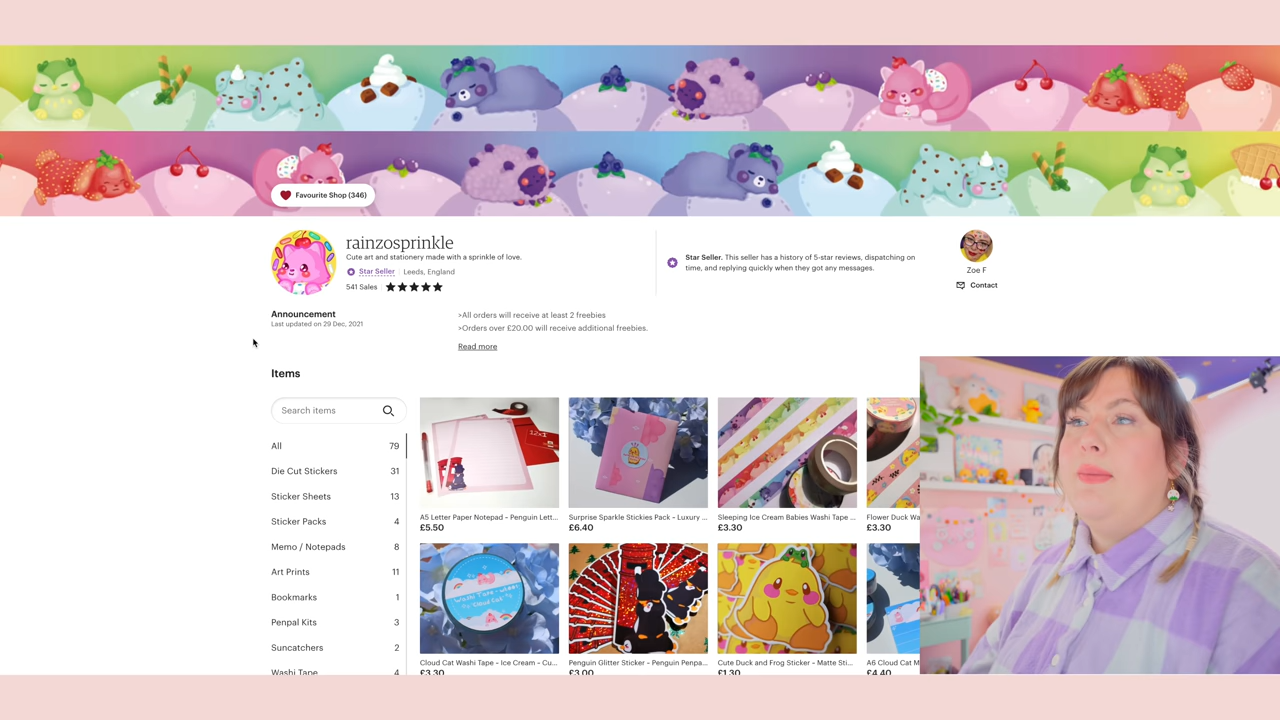 Favourite Shop (346)
rainzosprinkle
Cute art and stationery made with a sprinkle of love.
Star Seller | Leeds, England
541 Sales
Star Seller. This seller has a history of 5-star reviews, dispatching on
time, and replying quickly when they got any messages.
Zoe F
Contact
Announcement
Last updated on 29 Dec, 2021
>All orders will receive at least 2 freebies
>Orders over £20.00 will receive additional freebies.
Read more
Items
Search items
All 79
Die Cut Stickers 31
Sticker Sheets 13
Sticker Packs 4
Memo / Notepads 8
Art Prints 11
Bookmarks 1
Penpal Kits 3
Suncatchers 2
Washi Tape 4
12x1
A5 Letter Paper Notepad – Penguin Lett...
£5.50
Surprise Sparkle Stickies Pack – Luxury ...
£6.40
Sleeping Ice Cream Babies Washi Tape ...
£3.30
Flower Duck Wa
£3.30
Cloud Cat Washi Tape – Ice Cream – Cu...
£3.30
Penguin Glitter Sticker – Penguin Penpa...
£3.00
Cute Duck and Frog Sticker – Matte Sti...
£1.30
A6 Cloud Cat M
£4.40